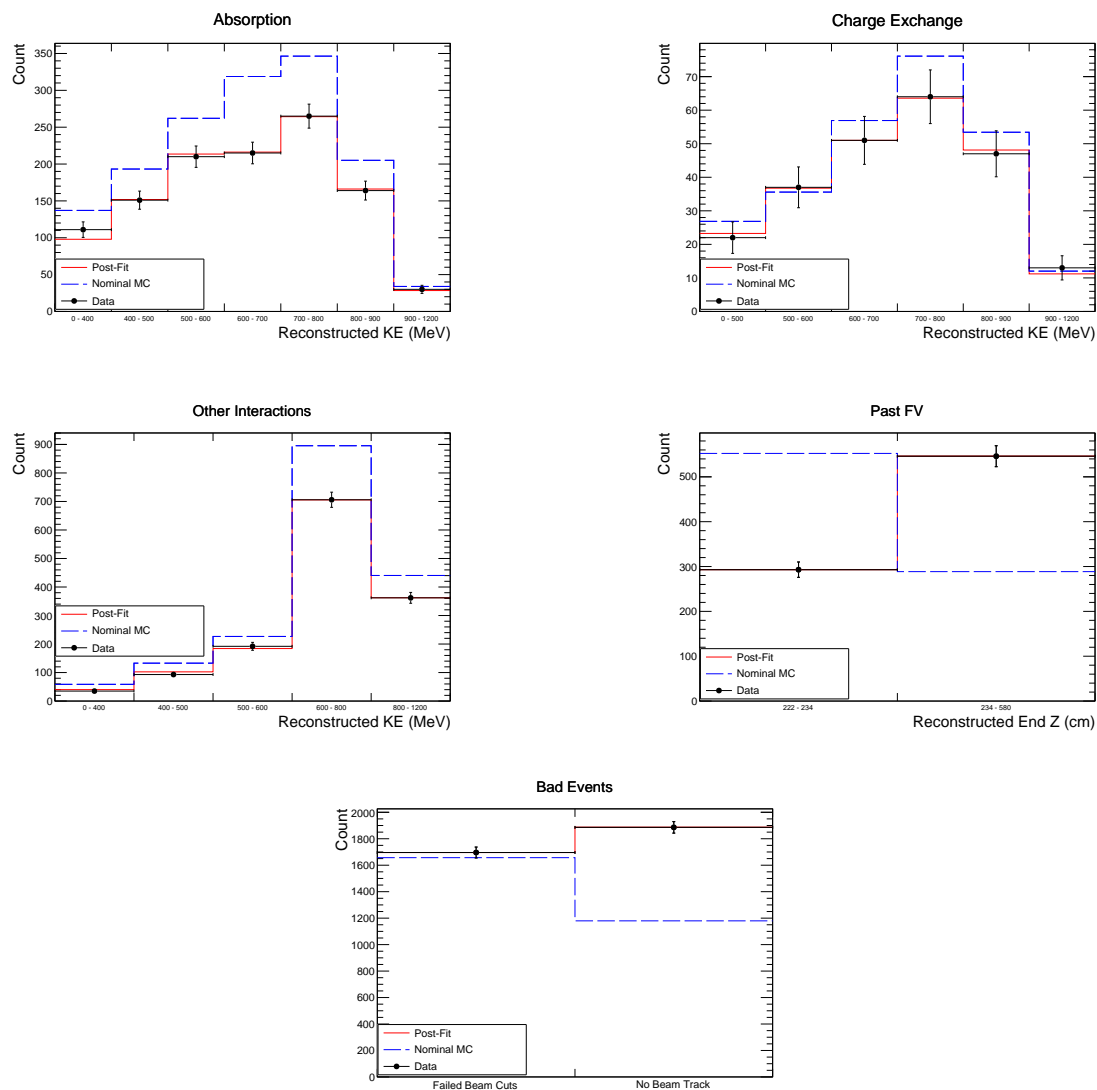 Absorption
Count
350
300
250
200
150
100
50
0
Post-Fit
Nominal MC
Data
0 - 400 400 - 500 500 - 600 600 - 700 700 - 800 800 - 900 900 - 1200
Reconstructed KE (MeV)
Charge Exchange
Count
70
60
50
40
30
20
10
0
Post-Fit
Nominal MC
Data
0 - 500 500 - 600 600 - 700 700 - 800 800 - 900 900 - 1200
Reconstructed KE (MeV)
Other Interactions
Count
900
800
700
600
500
400
300
200
100
0
Post-Fit
Nominal MC
Data
0 - 400 400 - 500 500 - 600 600 - 800 800 - 1200
Reconstructed KE (MeV)
Past FV
Count
500
400
300
200
100
0
Post-Fit
Nominal MC
Data
222 - 234 234 - 580
Reconstructed End Z (cm)
Bad Events
Count
2000
1800
1600
1400
1200
1000
800
600
400
200
0
Post-Fit
Nominal MC
Data
Failed Beam Cuts No Beam Track